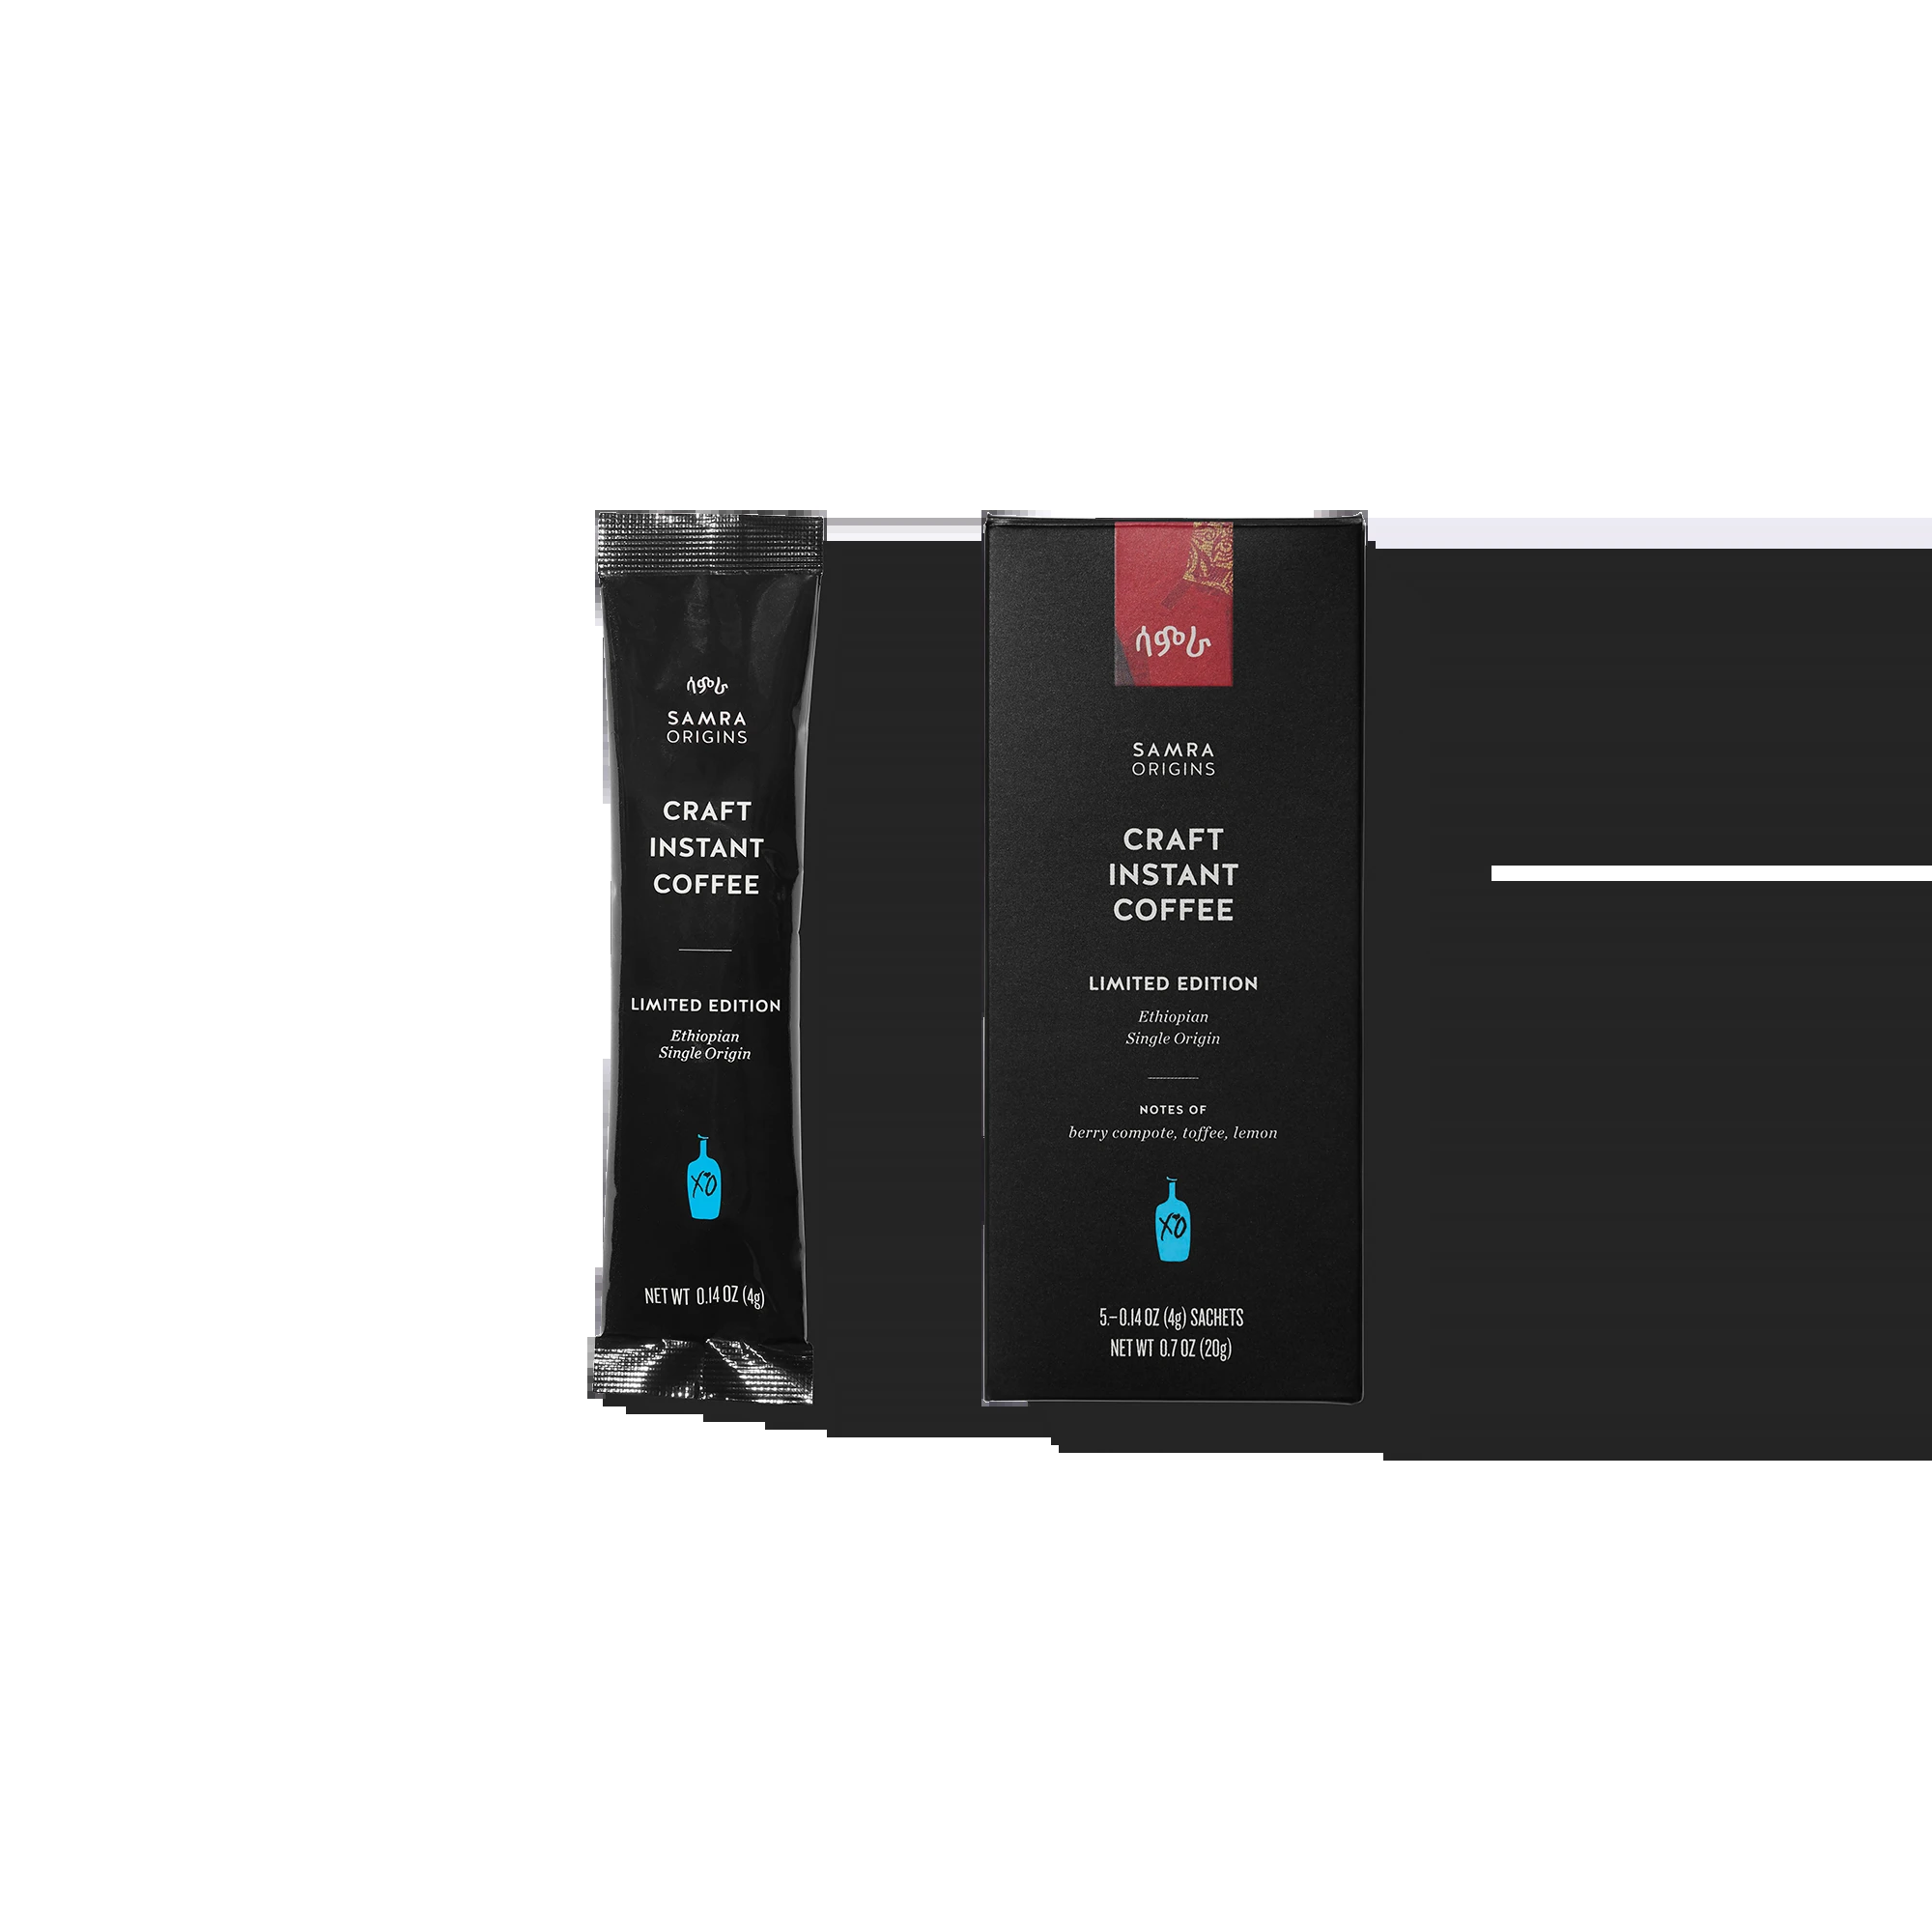 ሳምራ
SAMRA
ORIGINS
CRAFT
INSTANT
COFFEE
LIMITED EDITION
Ethiopian
Single Origin
XO
NET WT 0.14 OZ (4g)
ሳምራ
SAMRA
ORIGINS
CRAFT
INSTANT
COFFEE
LIMITED EDITION
Ethiopian
Single Origin
NOTES OF
berry compote, toffee, lemon
XO
5–0.14 OZ (4g) SACHETS
NET WT 0.7 OZ (20g)